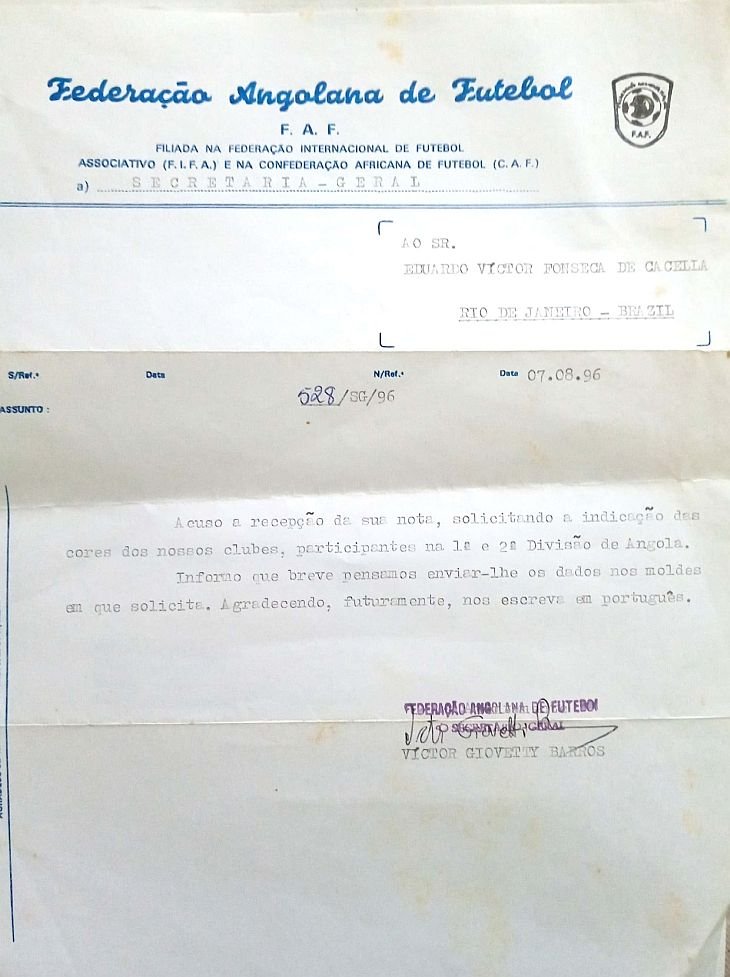 Federação Angolana de Futebol
F. A. F.
FILIADA NA FEDERAÇÃO INTERNACIONAL DE FUTEBOL
ASSOCIATIVO (F. I. F. A.) E NA CONFEDERAÇÃO AFRICANA DE FUTEBOL (C. A. F.)
a) SECRETARIA-GERAL
F.A.F.
AO SR.
EDUARDO VÍCTOR FONSECA DE CACELLA
RIO DE JANEIRO - BRAZIL
S/Ref.ª Data N/Ref.ª Data 07.08.96
528/SG/96
ASSUNTO:
Acuso a recepção da sua nota, solicitando a indicação das
cores dos nossos clubes, participantes na 1ª e 2ª Divisão de Angola.
Informo que breve pensamos enviar-lhe os dados nos moldes
em que solicita. Agradecendo, futuramente, nos escreva em português.
FEDERAÇÃO ANGOLANA DE FUTEBOL
VÍCTOR GIOVETTY BARROS